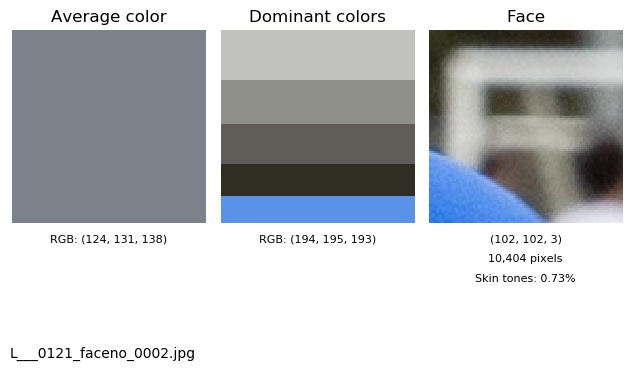 Average color
Dominant colors
Face
RGB: (124, 131, 138)
RGB: (194, 195, 193)
(102, 102, 3)
10,404 pixels
Skin tones: 0.73%
L___0121_faceno_0002.jpg